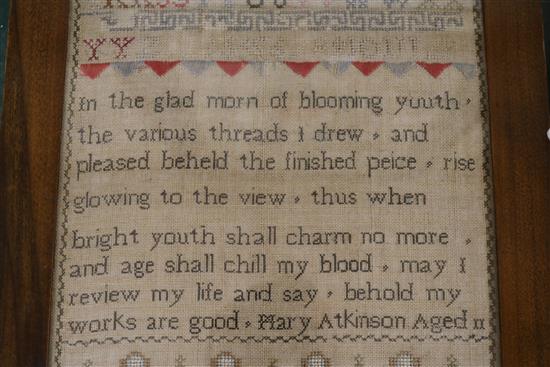 In the glad morn of blooming youth ,
the various threads I drew , and
pleased beheld the finished peice , rise
glowing to the view , thus when
bright youth shall charm no more ,
and age shall chill my blood , may I
review my life and say , behold my
works are good , Mary Atkinson Aged 11